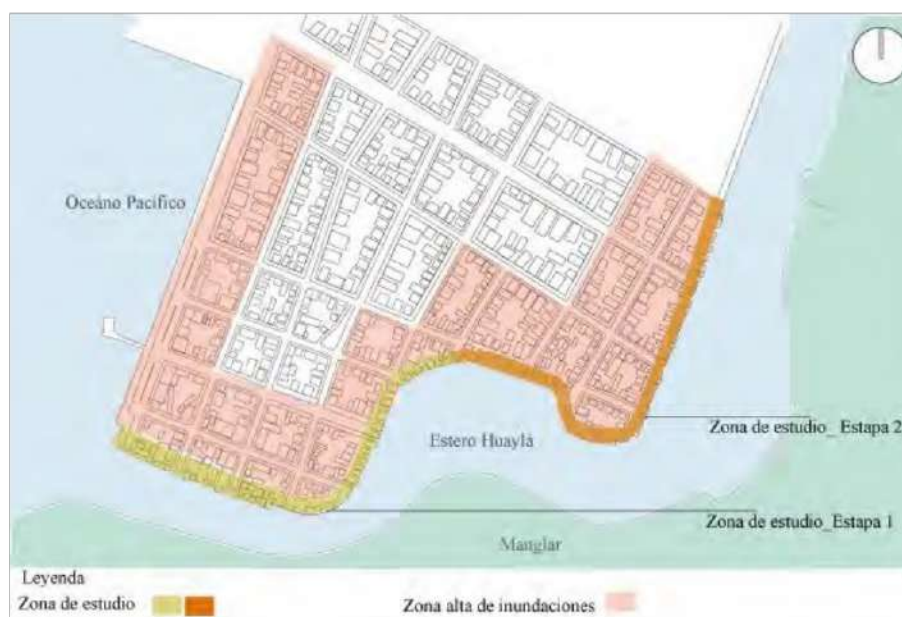 Oceáno Pacífico
Estero Huaylá
Zona de estudio_ Estapa 2
Zona de estudio_Estapa 1
Manglar
Leyenda
Zona de estudio
Zona alta de inundaciones